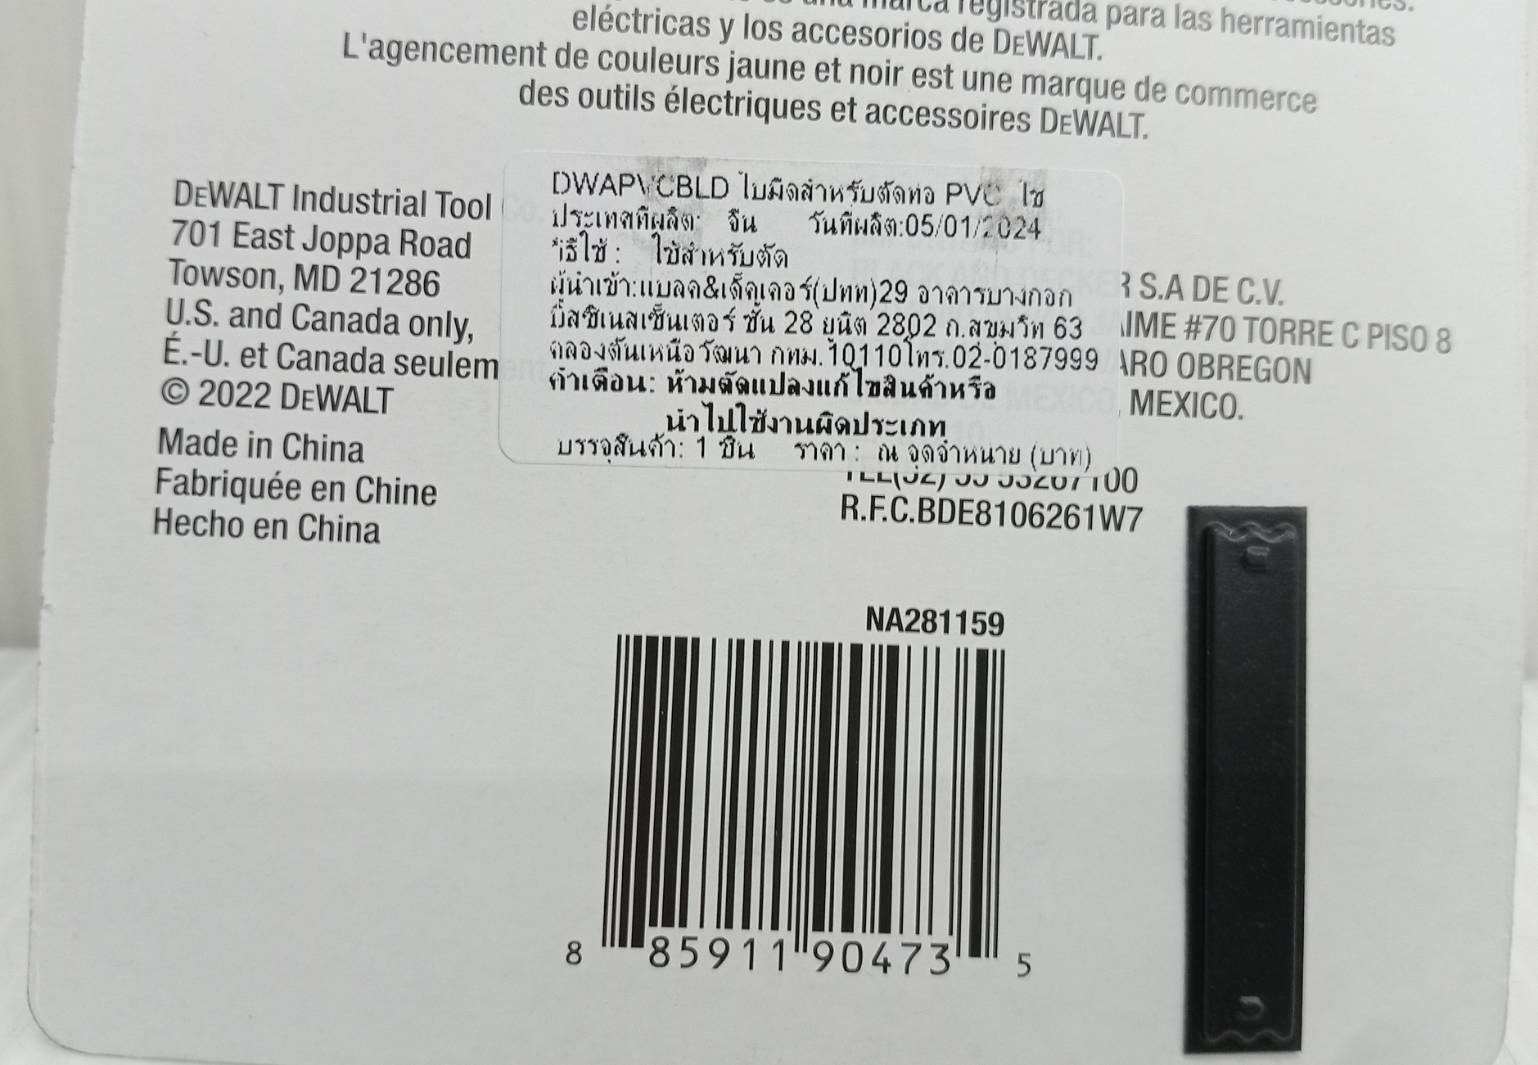 marca registrada para las herramientas
eléctricas y los accesorios de DEWALT.
L'agencement de couleurs jaune et noir est une marque de commerce
des outils électriques et accessoires DEWALT.
DEWALT Industrial Tool
701 East Joppa Road
Towson, MD 21286
U.S. and Canada only,
É.-U. et Canada seulem
© 2022 DEWALT
Made in China
Fabriquée en Chine
Hecho en China
DWAPVCBLD ใบมีดสำหรับตัดท่อ PVC ไซ
ประเทศที่ผลิต: จีน วันที่ผลิต:05/01/2024
วิธีใช้ : ใช้สำหรับตัด
ผู้นำเข้า:แบลค&เด็คเคอร์(ปทท)29 อาคารบางกอก
บิสซิเนสเซ็นเตอร์ ชั้น 28 ยูนิต 2802 ถ.สุขุมวิท 63
คลองตันเหนือ วัฒนา กทม.10110โทร.02-0187999
คำเตือน: ห้ามดัดแปลงแก้ไขสินค้าหรือ
นำไปใช้งานผิดประเภท
บรรจุสินค้า: 1 ชิ้น ราคา : ณ จุดจำหน่าย (บาท)
R S.A DE C.V.
IME #70 TORRE C PISO 8
ARO OBREGON
, MEXICO.
R.F.C.BDE8106261W7
NA281159
8 85911 90473 5